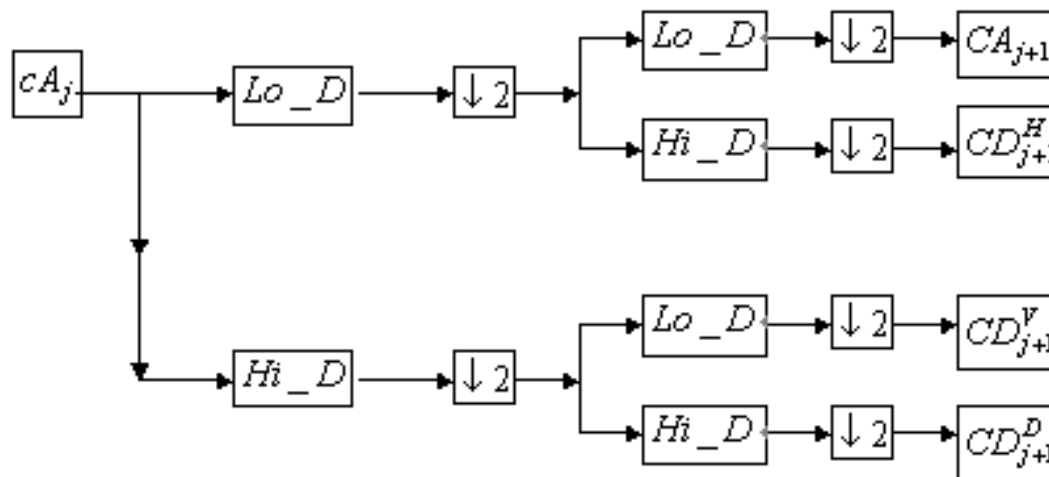 cA_j
Lo_D
↓2
Lo_D
↓2
CA_{j+1}
Hi_D
↓2
CD^H_{j+1}
Hi_D
↓2
Lo_D
↓2
CD^V_{j+1}
Hi_D
↓2
CD^D_{j+1}